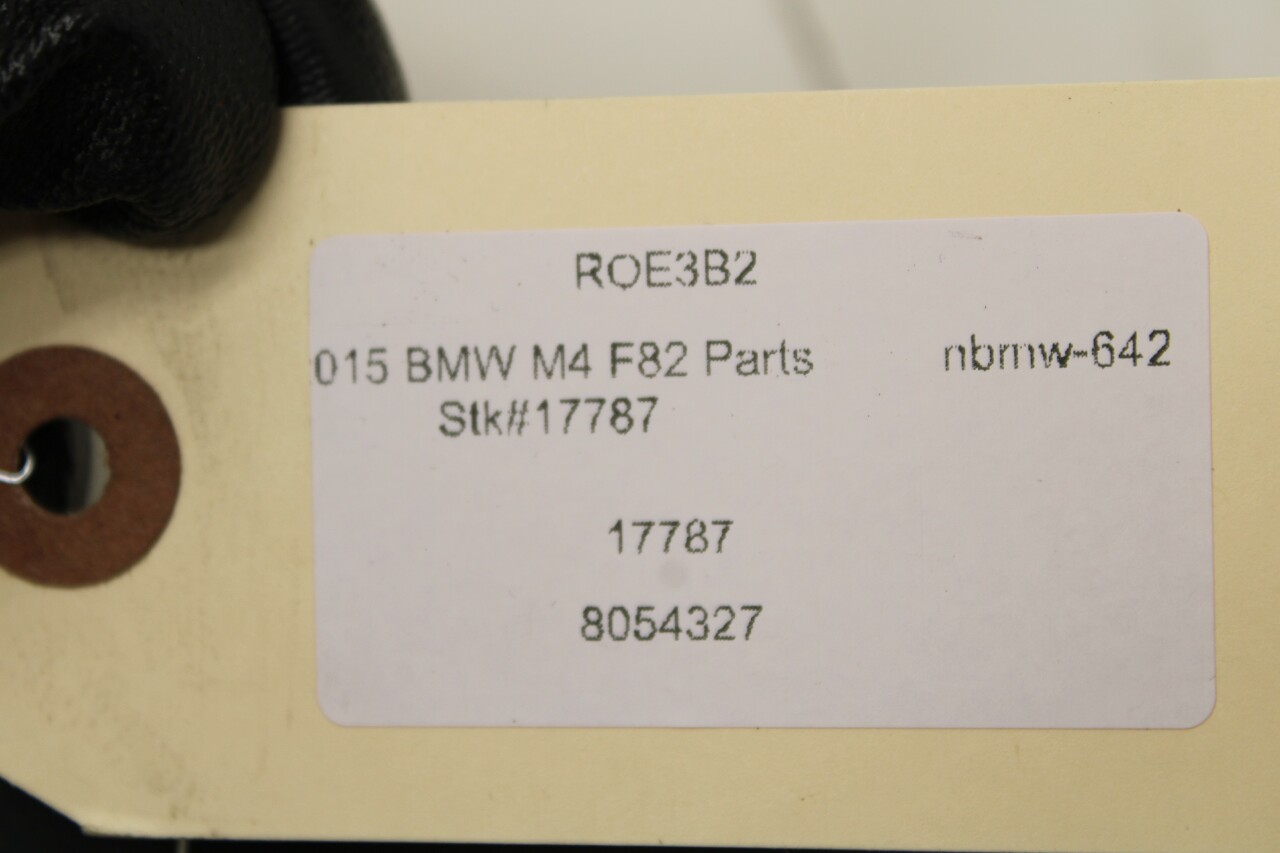 ROE3B2
015 BMW M4 F82 Parts nbmw-642
Stk#17787
17787
8054327